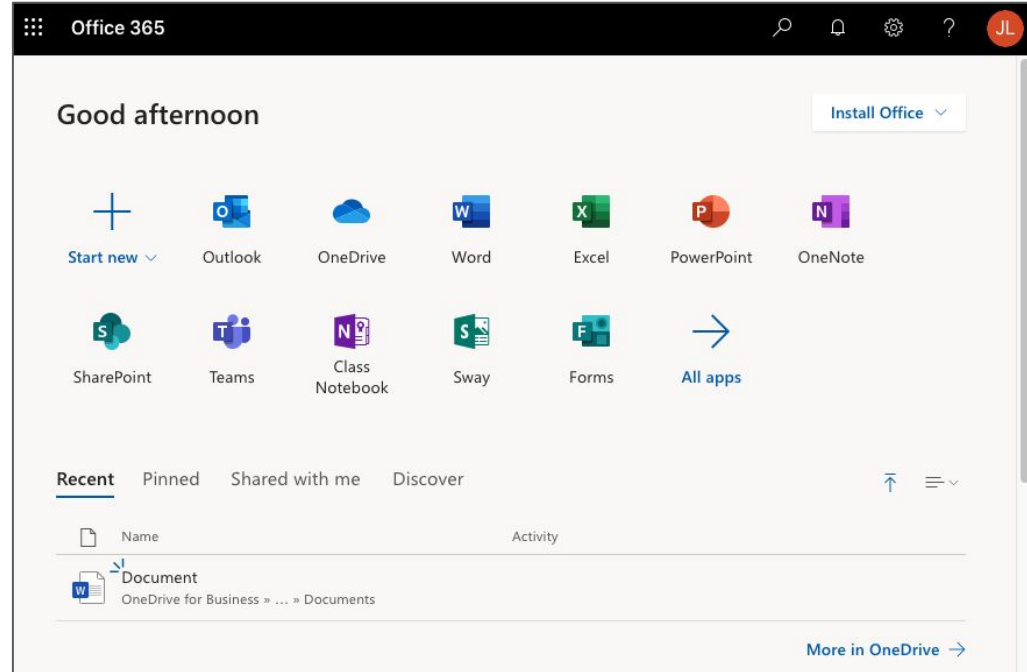 Office 365
JL
Good afternoon
Install Office
Start new
Outlook
OneDrive
Word
Excel
PowerPoint
OneNote
SharePoint
Teams
Class
Notebook
Sway
Forms
All apps
Recent Pinned Shared with me Discover
Name Activity
Document
OneDrive for Business » ... » Documents
More in OneDrive